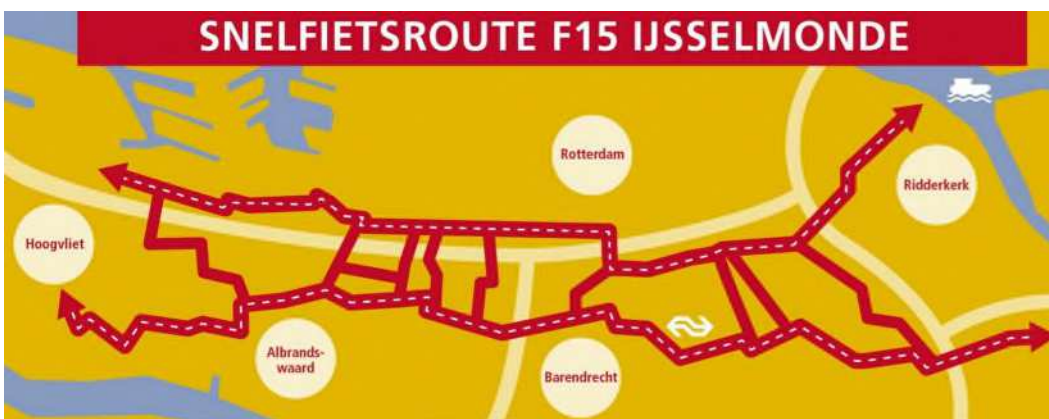 SNELFIETSROUTE F15 IJSSELMONDE
Rotterdam
Ridderkerk
Hoogvliet
Albrands-
waard
Barendrecht